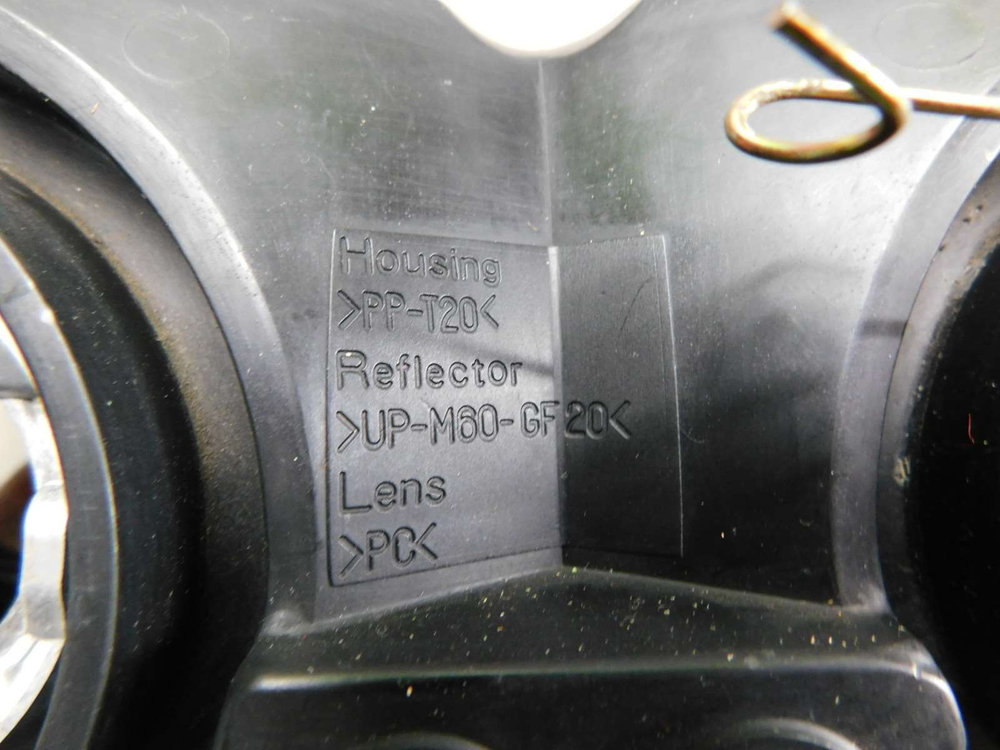 Housing
>PP-T20<
Reflector
>UP-M60-GF20<
Lens
>PC<